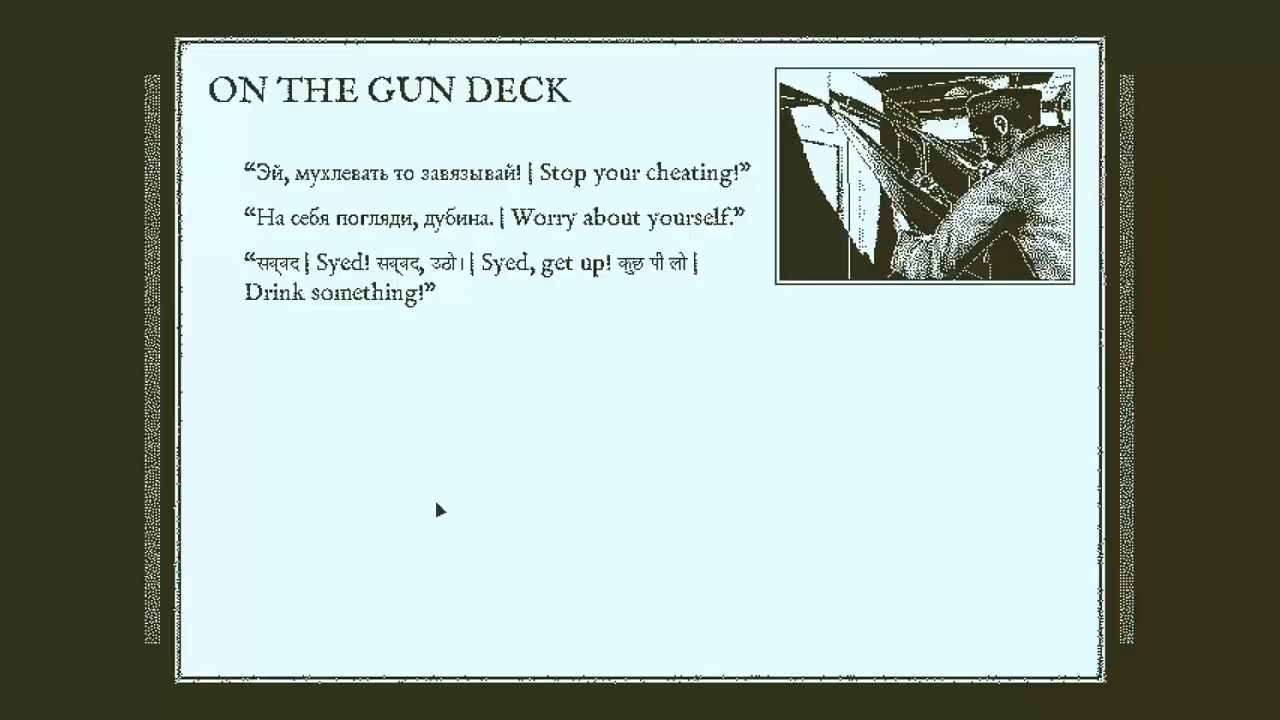 ON THE GUN DECK
“Эй, мухлевать то завязывай! | Stop your cheating!”
“На себя погляди, дубина. | Worry about yourself.”
“सय्यद | Syed! सय्यद, उठो। | Syed, get up! कुछ पी लो |
Drink something!”